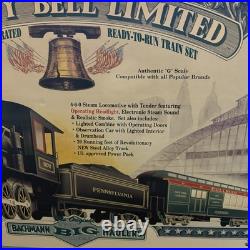 Y BELL LIMITED
RATED
READY-TO-RUN TRAIN SET
Authentic "G" Scale
Compatible with all Popular Brands
4-6-0 Steam Locomotive with Tender featuring
Operating Headlight, Electronic Steam Sound
& Realistic Smoke. Set also includes:
• Lighted Combine with Operating Doors
• Observation Car with Lighted Interior
& Drumhead
• 20 Running feet of Revolutionary
NEW Steel Alloy Track
• UL approved Power Pack
PENNSYLVANIA
BACHMANN
BIG
HAULERS